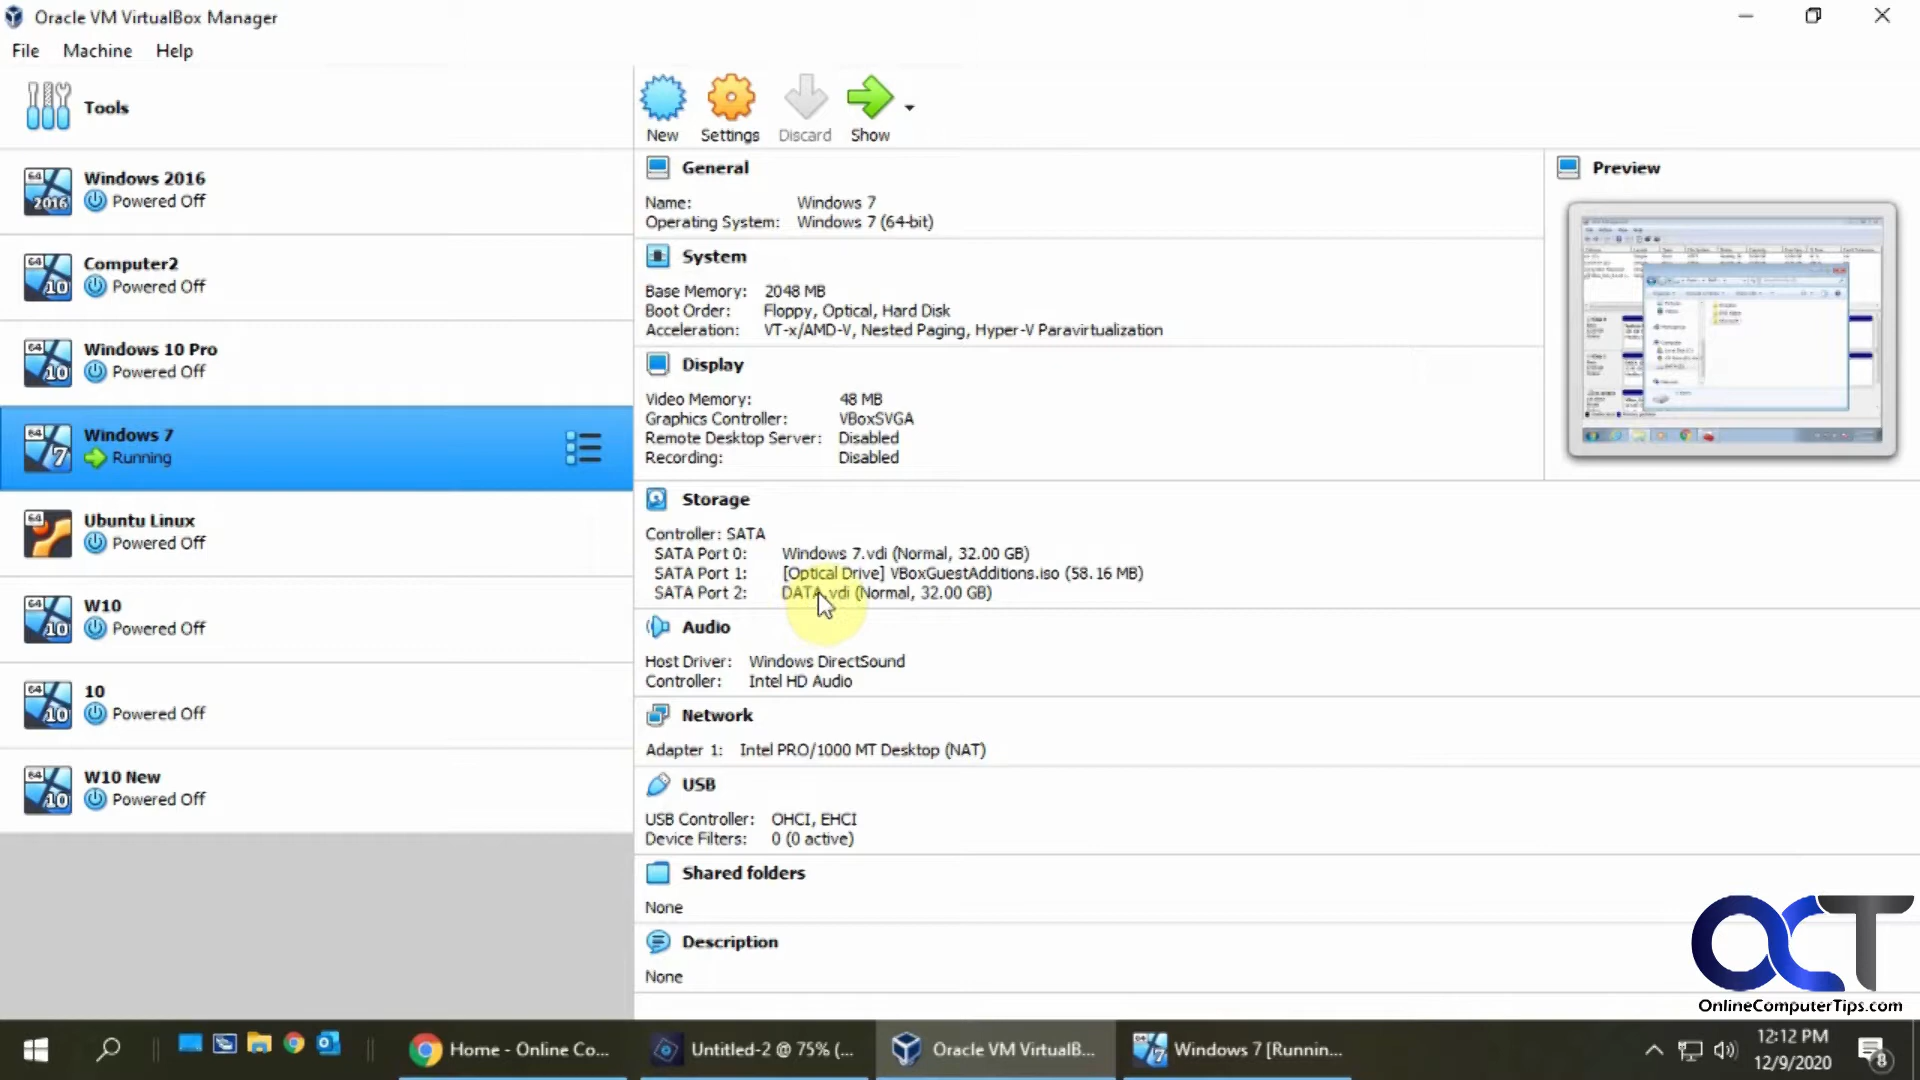 Oracle VM VirtualBox Manager
File Machine Help
Tools
New Settings Discard Show
Windows 2016
Powered Off
Computer2
Powered Off
Windows 10 Pro
Powered Off
Windows 7
Running
Ubuntu Linux
Powered Off
W10
Powered Off
10
Powered Off
W10 New
Powered Off
General
Name: Windows 7
Operating System: Windows 7 (64-bit)
System
Base Memory: 2048 MB
Boot Order: Floppy, Optical, Hard Disk
Acceleration: VT-x/AMD-V, Nested Paging, Hyper-V Paravirtualization
Display
Video Memory: 48 MB
Graphics Controller: VBoxSVGA
Remote Desktop Server: Disabled
Recording: Disabled
Preview
Storage
Controller: SATA
SATA Port 0: Windows 7.vdi (Normal, 32.00 GB)
SATA Port 1: [Optical Drive] VBoxGuestAdditions.iso (58.16 MB)
SATA Port 2: DATA.vdi (Normal, 32.00 GB)
Audio
Host Driver: Windows DirectSound
Controller: Intel HD Audio
Network
Adapter 1: Intel PRO/1000 MT Desktop (NAT)
USB
USB Controller: OHCI, EHCI
Device Filters: 0 (0 active)
Shared folders
None
Description
None
OCT
OnlineComputerTips.com
Home - Online Co...
Untitled-2 @ 75% (...
Oracle VM VirtualB...
Windows 7 [Runnin...
12:12 PM
12/9/2020
8